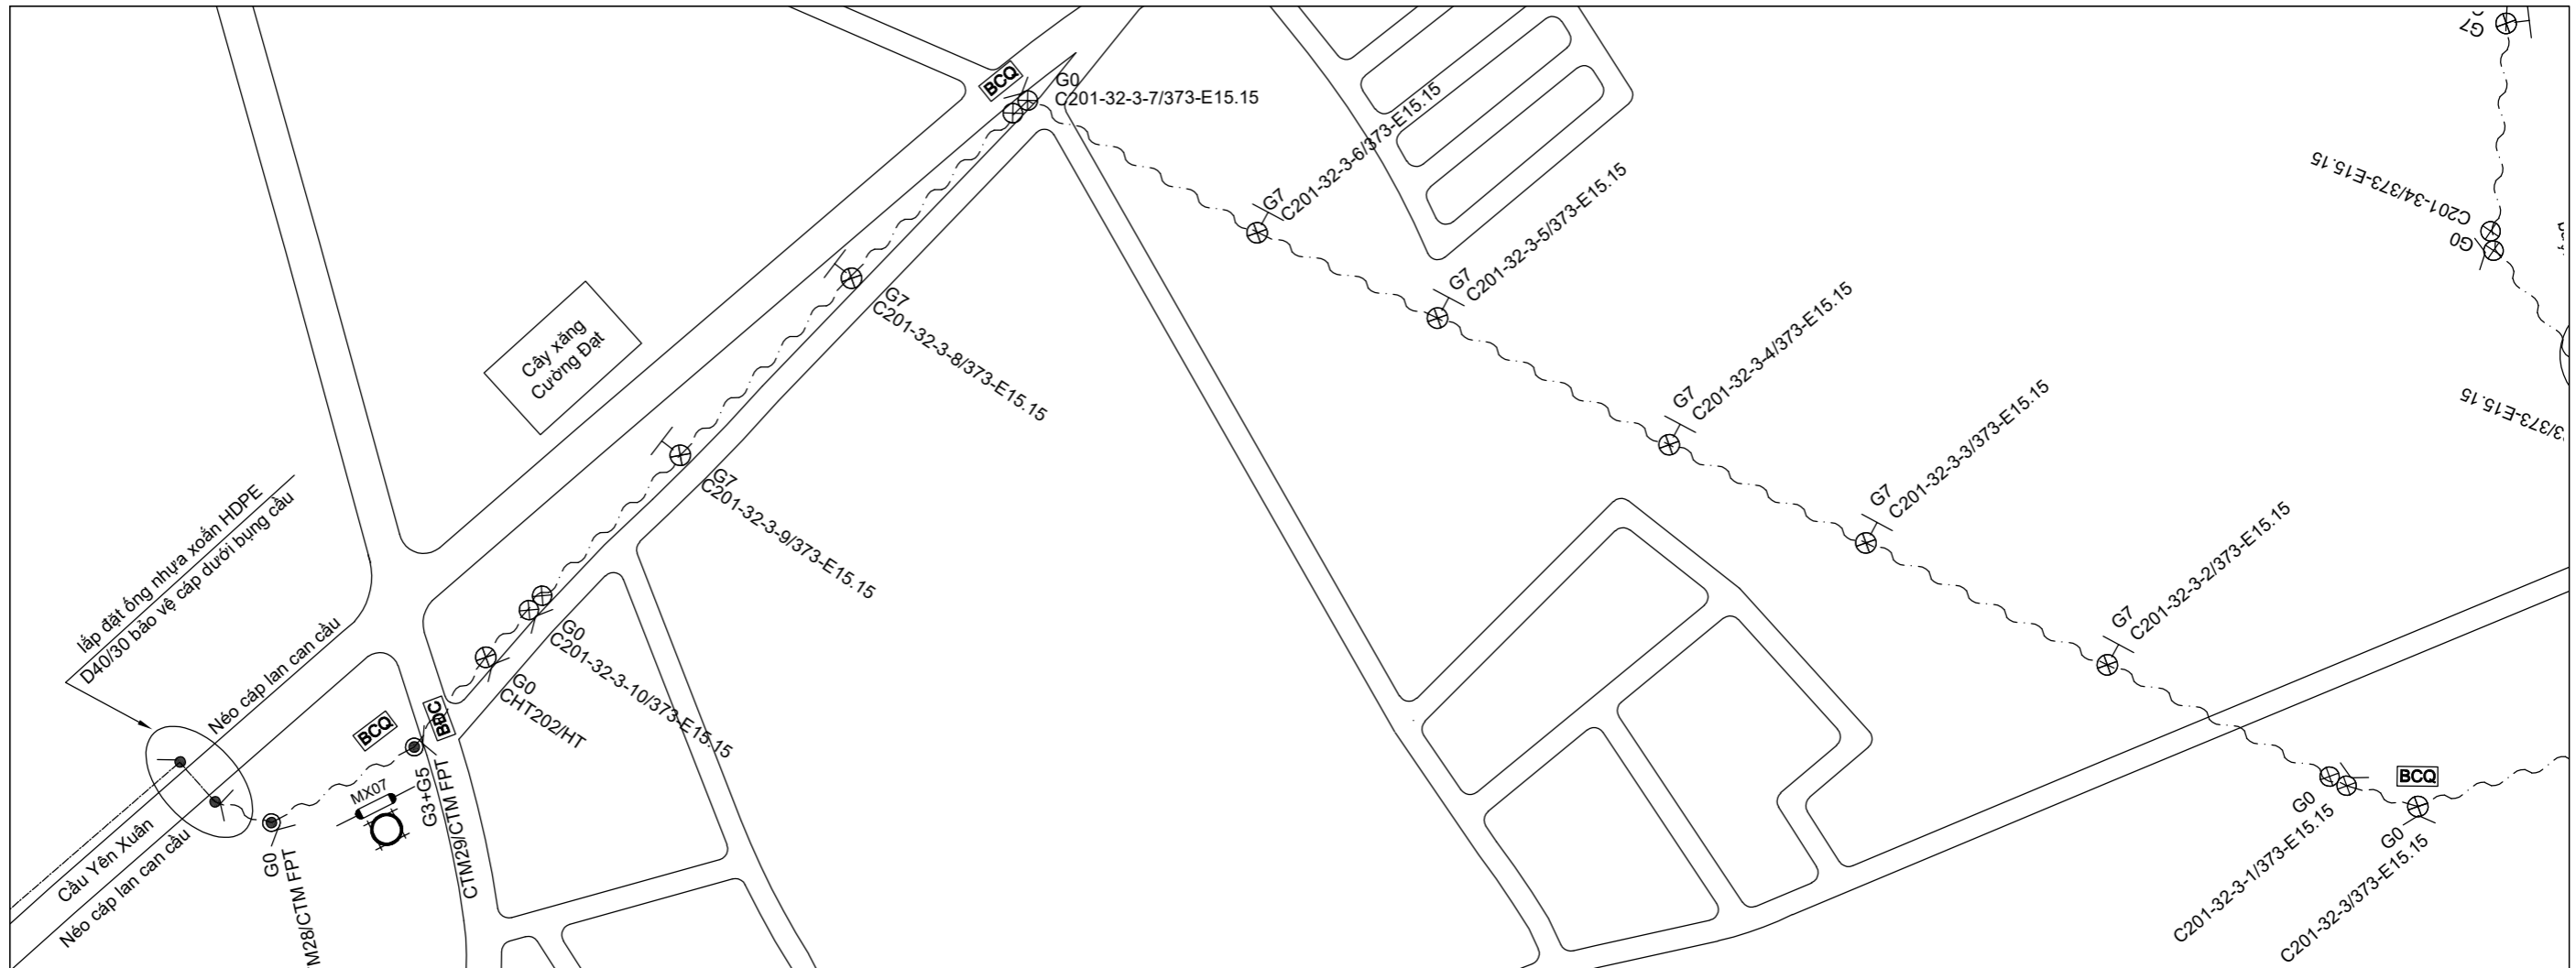 BCQ
G0
C201-32-3-7/373-E15.15
G7
C201-32-3-6/373-E15.15
G7
C201-32-3-5/373-E15.15
G7
C201-32-3-4/373-E15.15
G7
C201-32-3-3/373-E15.15
G7
C201-32-3-2/373-E15.15
G0
C201-32-3-1/373-E15.15
BCQ
G0
C201-32-3/373-E15.15
G7
C201-34/373-E15.15
G0
3/373-E15.15
Cây xăng
Cường Đạt
G7
C201-32-3-8/373-E15.15
G7
C201-32-3-9/373-E15.15
G0
C201-32-3-10/373-E15.15
G0
CHT202/HT
lắp đặt ống nhựa xoắn HDPE
D40/30 bảo vệ cáp dưới bụng cầu
Néo cáp lan can cầu
Cầu Yên Xuân
Néo cáp lan can cầu
BCQ
MX07
G3+G5
CTM29/CTM FPT
G0
M28/CTM FPT